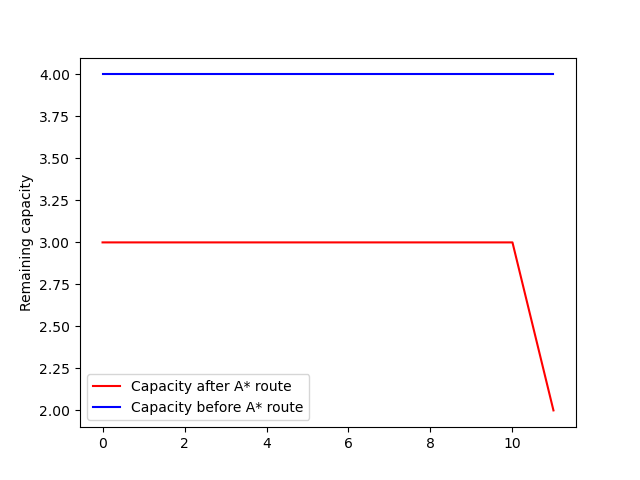 4.00
3.75
3.50
3.25
3.00
2.75
2.50
2.25
2.00
Remaining capacity
Capacity after A* route
Capacity before A* route
0 2 4 6 8 10